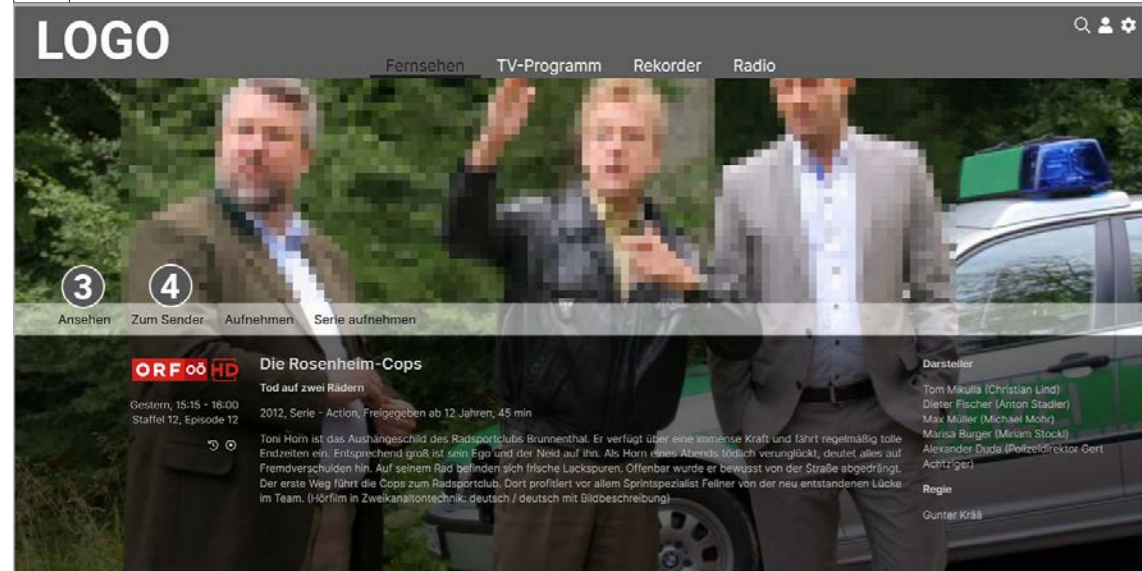 LOGO
Fernsehen TV-Programm Rekorder Radio
3 4
Ansehen Zum Sender Aufnehmen Serie aufnehmen
ORF oö HD
Gestern, 15:15 - 16:00
Staffel 12, Episode 12
Die Rosenheim-Cops
Tod auf zwei Rädern
2012, Serie - Action, Freigegeben ab 12 Jahren, 45 min
Toni Horn ist das Aushängeschild des Radsportclubs Brunnenthal. Er verfügt über eine immense Kraft und fährt regelmäßig tolle
Endzeiten ein. Entsprechend groß ist sein Ego und der Neid auf ihn. Als Horn eines Abends tödlich verunglückt, deutet alles auf
Fremdverschulden hin. Auf seinem Rad befinden sich frische Lackspuren. Offenbar wurde er bewusst von der Straße abgedrängt.
Der erste Weg führt die Cops zum Radsportclub. Dort profitiert vor allem Sprintspezialist Fellner von der neu entstandenen Lücke
im Team. (Hörfilm in Zweikanaltontechnik: deutsch / deutsch mit Bildbeschreibung)
Darsteller
Tom Mikulla (Christian Lind)
Dieter Fischer (Anton Stadler)
Max Müller (Michael Mohr)
Marisa Burger (Miriam Stockl)
Alexander Duda (Polizeidirektor Gert
Achtziger)
Regie
Gunter Krää